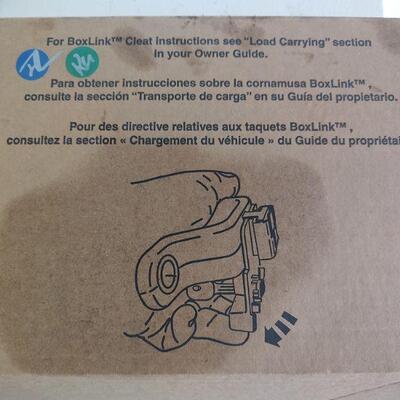 For BoxLink™ Cleat instructions see "Load Carrying" section
in your Owner Guide.
Para obtener instrucciones sobre la cornamusa BoxLink™,
consulte la sección "Transporte de carga" en su Guía del propietario.
Pour des directive relatives aux taquets BoxLink™,
consultez la section « Chargement du véhicule » du Guide du propriétai